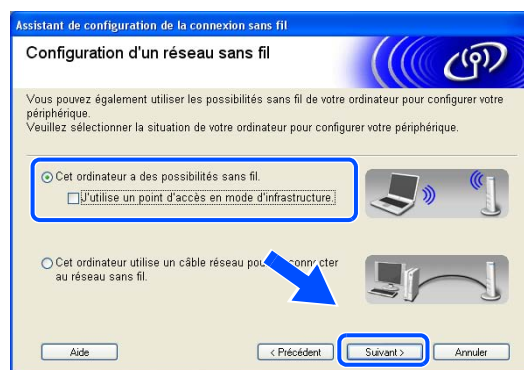 Assistant de configuration de la connexion sans fil
Configuration d'un réseau sans fil
Vous pouvez également utiliser les possibilités sans fil de votre ordinateur pour configurer votre
périphérique.
Veuillez sélectionner la situation de votre ordinateur pour configurer votre périphérique.
Cet ordinateur a des possibilités sans fil.
J'utilise un point d'accès en mode d'infrastructure.
Cet ordinateur utilise un câble réseau
au réseau sans fil.
Aide
< Précédent
Suivant >
Annuler